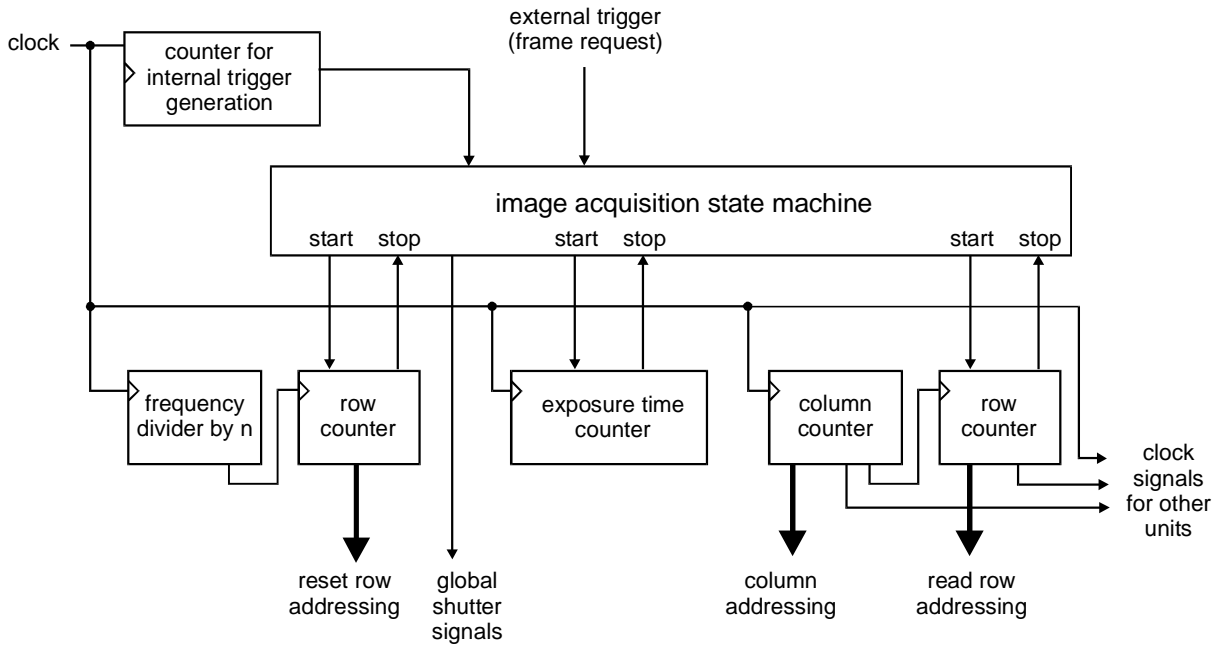 clock
counter for
internal trigger
generation
external trigger
(frame request)
image acquisition state machine
start stop
start stop
start stop
frequency
divider by n
row
counter
exposure time
counter
column
counter
row
counter
clock
signals
for other
units
reset row
addressing
global
shutter
signals
column
addressing
read row
addressing